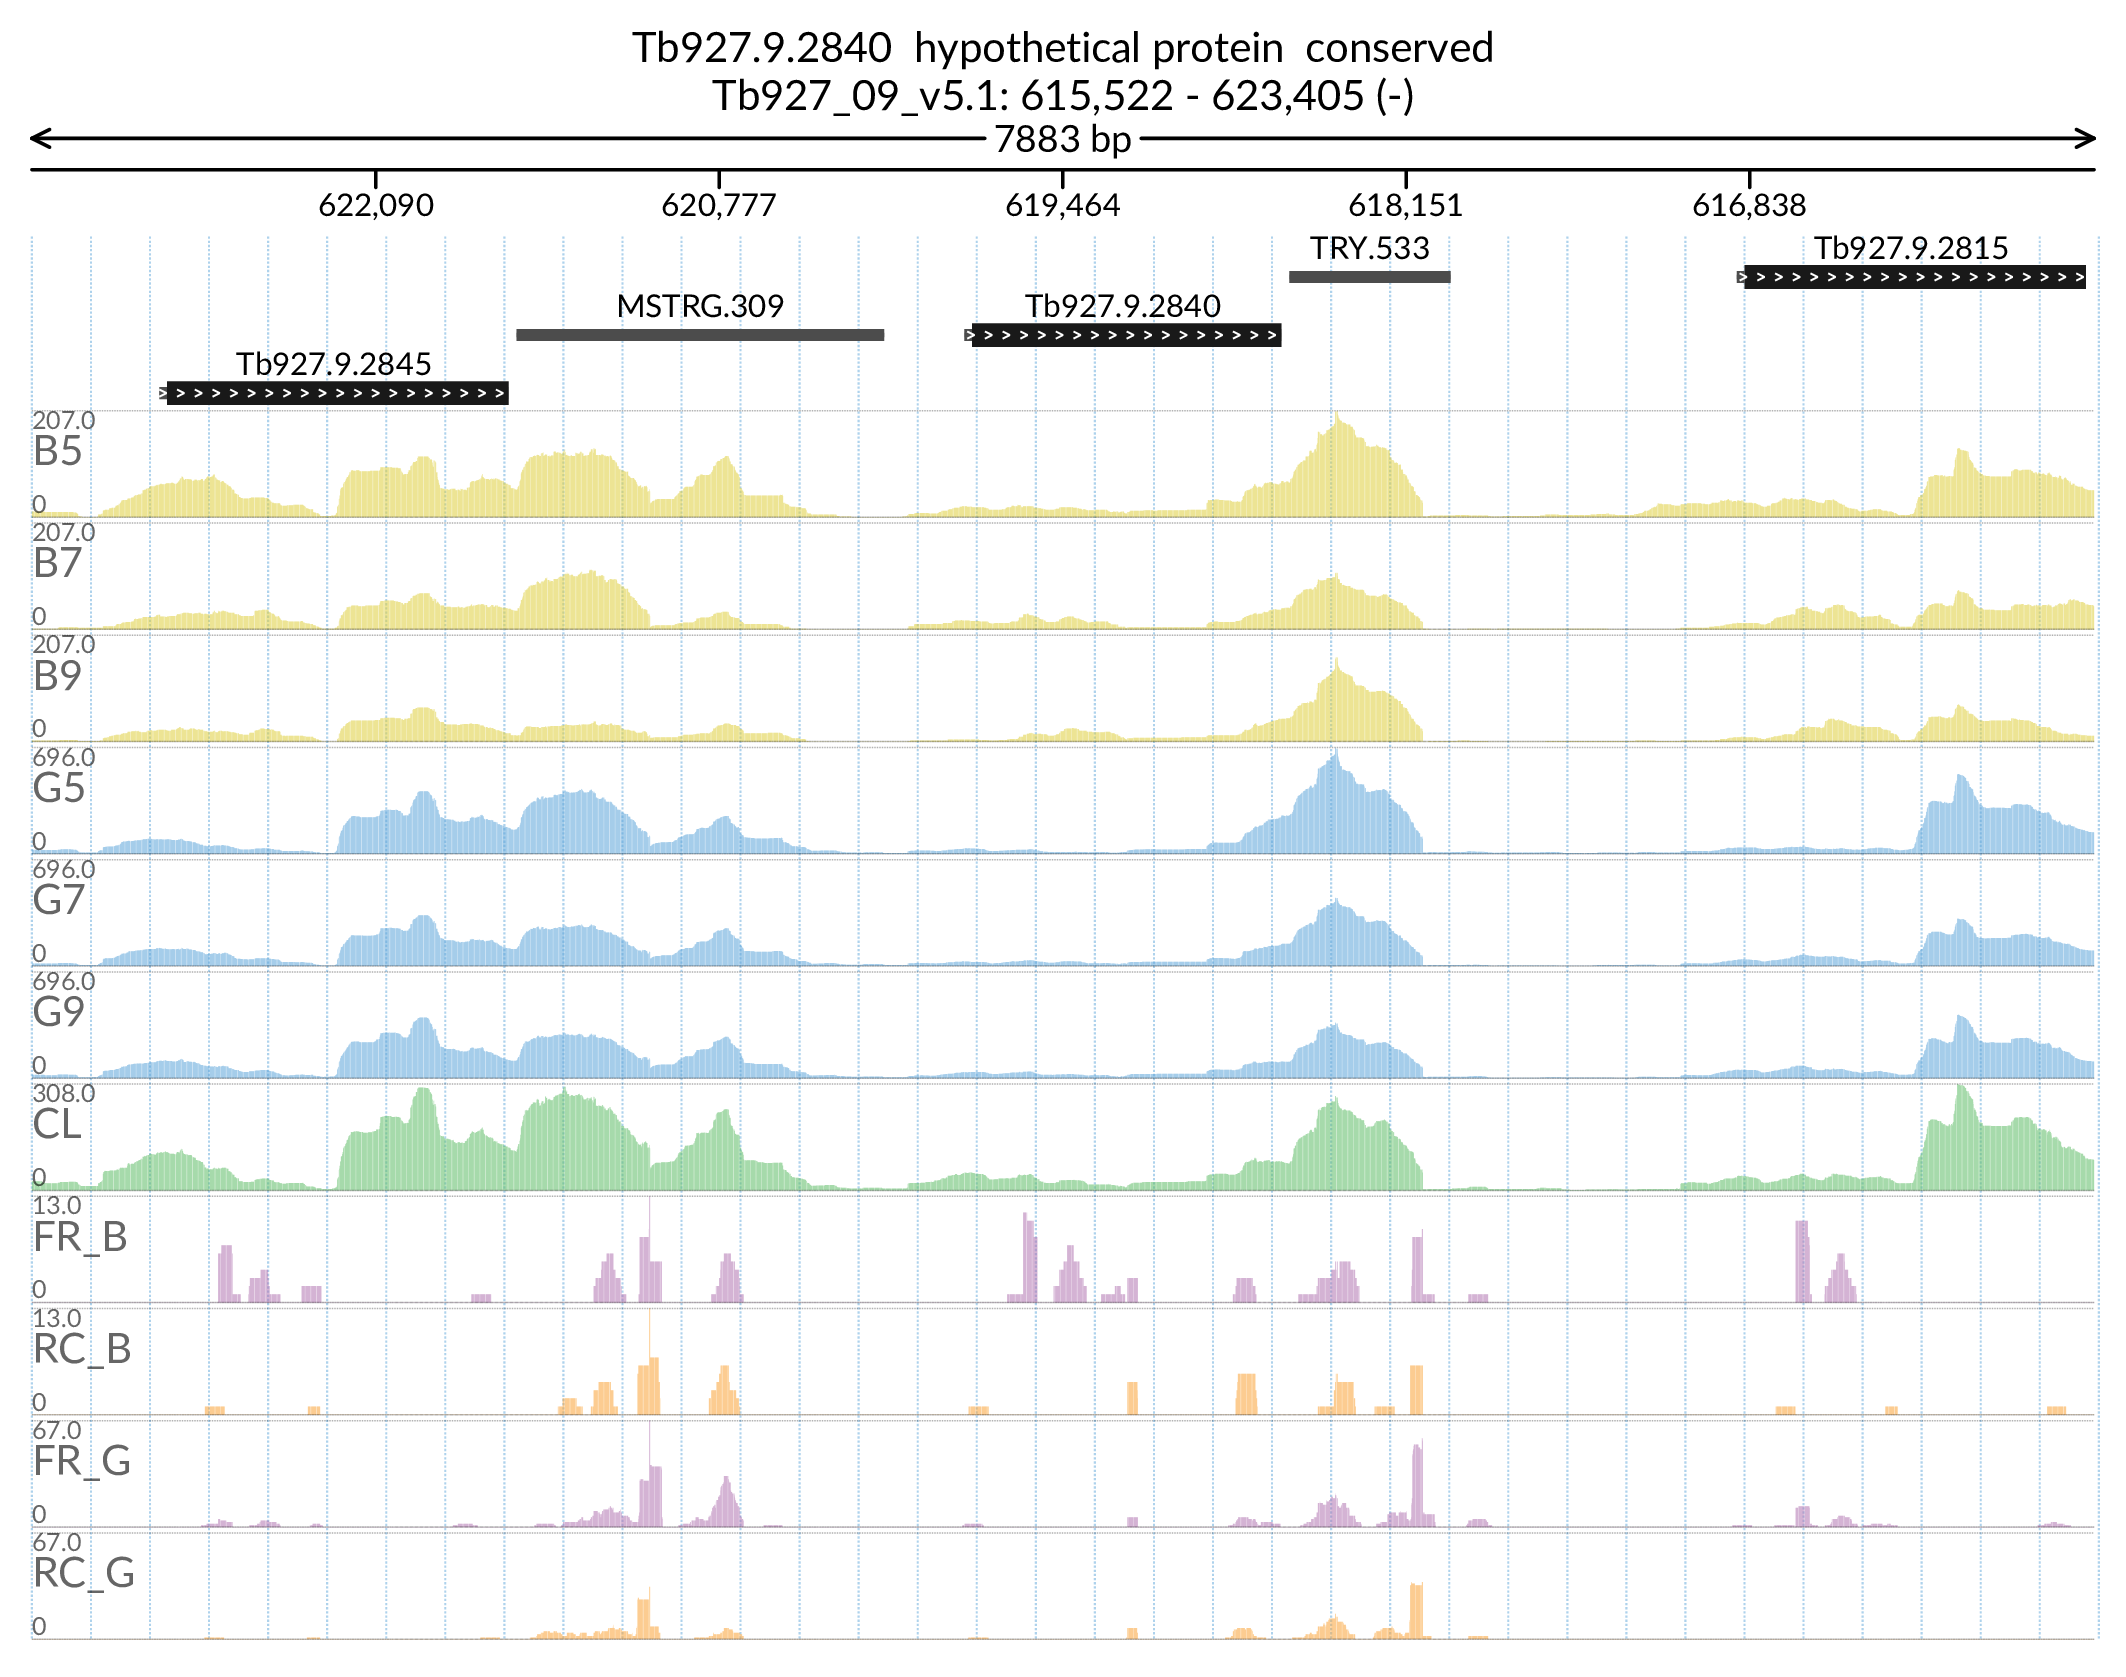 Tb927.9.2840  hypothetical protein  conserved
Tb927_09_v5.1: 615,522 - 623,405 (-)
7883 bp
622,090 620,777 619,464 618,151 616,838
TRY.533 Tb927.9.2815
MSTRG.309 Tb927.9.2840
Tb927.9.2845
207.0
B5
0
207.0
B7
0
207.0
B9
0
696.0
G5
0
696.0
G7
0
696.0
G9
0
308.0
CL
0
13.0
FR_B
0
13.0
RC_B
0
67.0
FR_G
0
67.0
RC_G
0